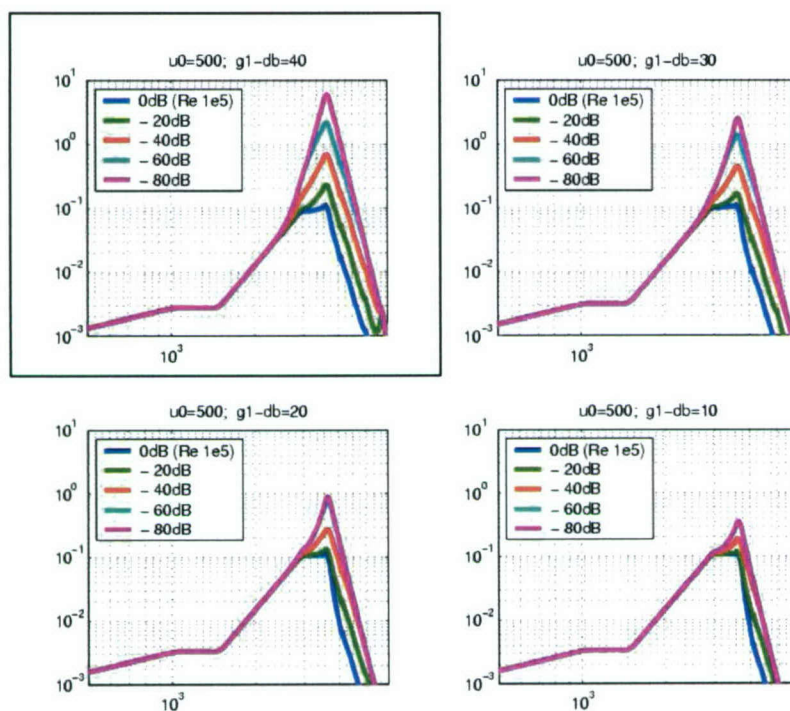 u0=500; g1-db=40
10^1
10^0
10^-1
10^-2
10^-3
10^3
0dB (Re 1e5)
- 20dB
- 40dB
- 60dB
- 80dB
u0=500; g1-db=30
10^1
10^0
10^-1
10^-2
10^-3
10^3
0dB (Re 1e5)
- 20dB
- 40dB
- 60dB
- 80dB
u0=500; g1-db=20
10^1
10^0
10^-1
10^-2
10^-3
10^3
0dB (Re 1e5)
- 20dB
- 40dB
- 60dB
- 80dB
u0=500; g1-db=10
10^1
10^0
10^-1
10^-2
10^-3
10^3
0dB (Re 1e5)
- 20dB
- 40dB
- 60dB
- 80dB